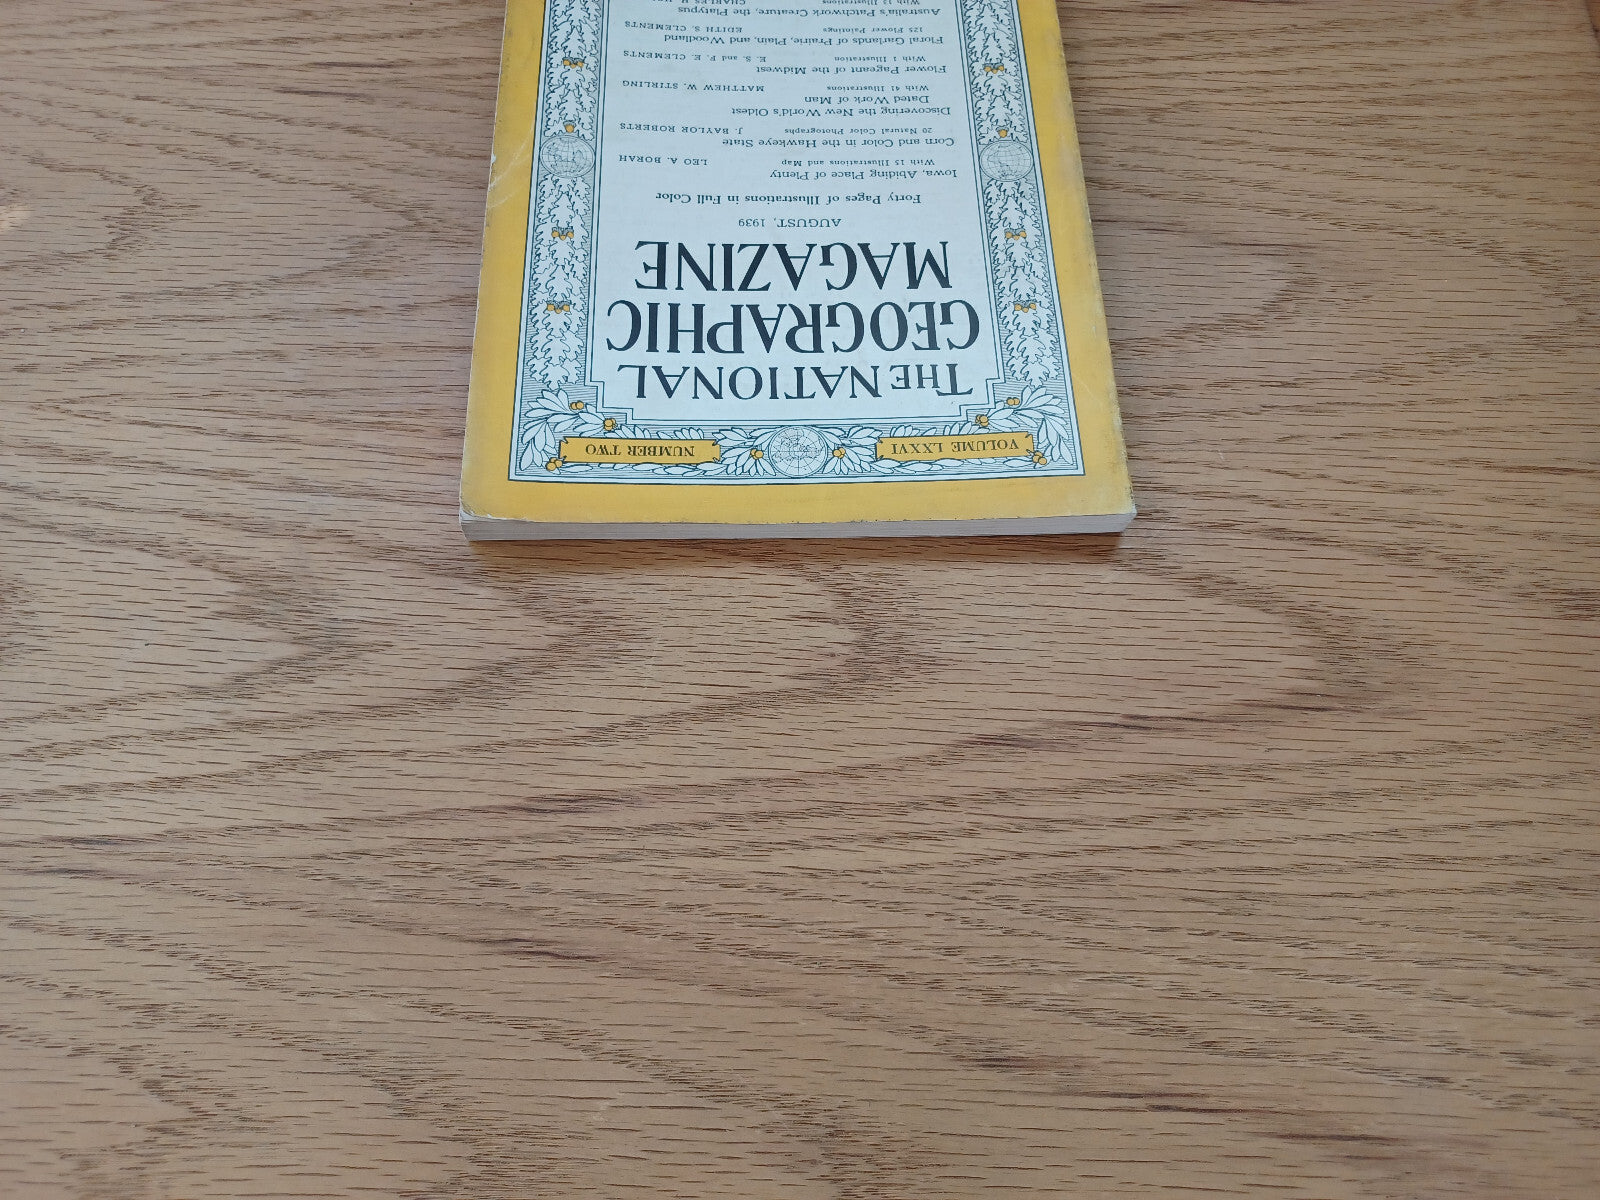 VOLUME LXXVI
NUMBER TWO
THE NATIONAL
GEOGRAPHIC
MAGAZINE
AUGUST, 1939
Forty Pages of Illustrations in Full Color
Iowa, Abiding Place of Plenty
With 15 Illustrations and Map LEO A. BORAH
Corn and Color in the Hawkeye State
20 Natural Color Photographs J. BAYLOR ROBERTS
Discovering the New World's Oldest
Dated Work of Man
With 41 Illustrations MATTHEW W. STIRLING
Flower Pageant of the Midwest
With 1 Illustration E. S. and F. E. CLEMENTS
Floral Garlands of Prairie, Plain, and Woodland
125 Flower Paintings EDITH S. CLEMENTS
Australia's Patchwork Creature, the Platypus
Illustrations CHARLES